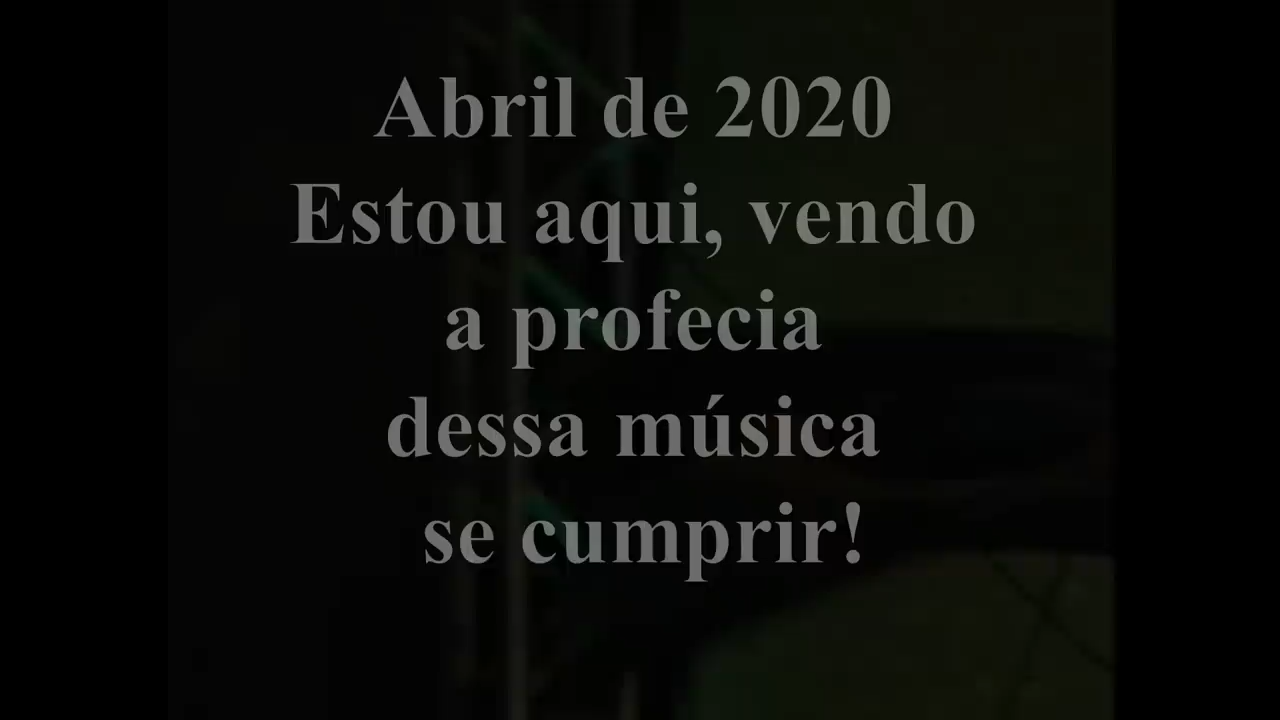 Abril de 2020
Estou aqui, vendo
a profecia
dessa música
se cumprir!